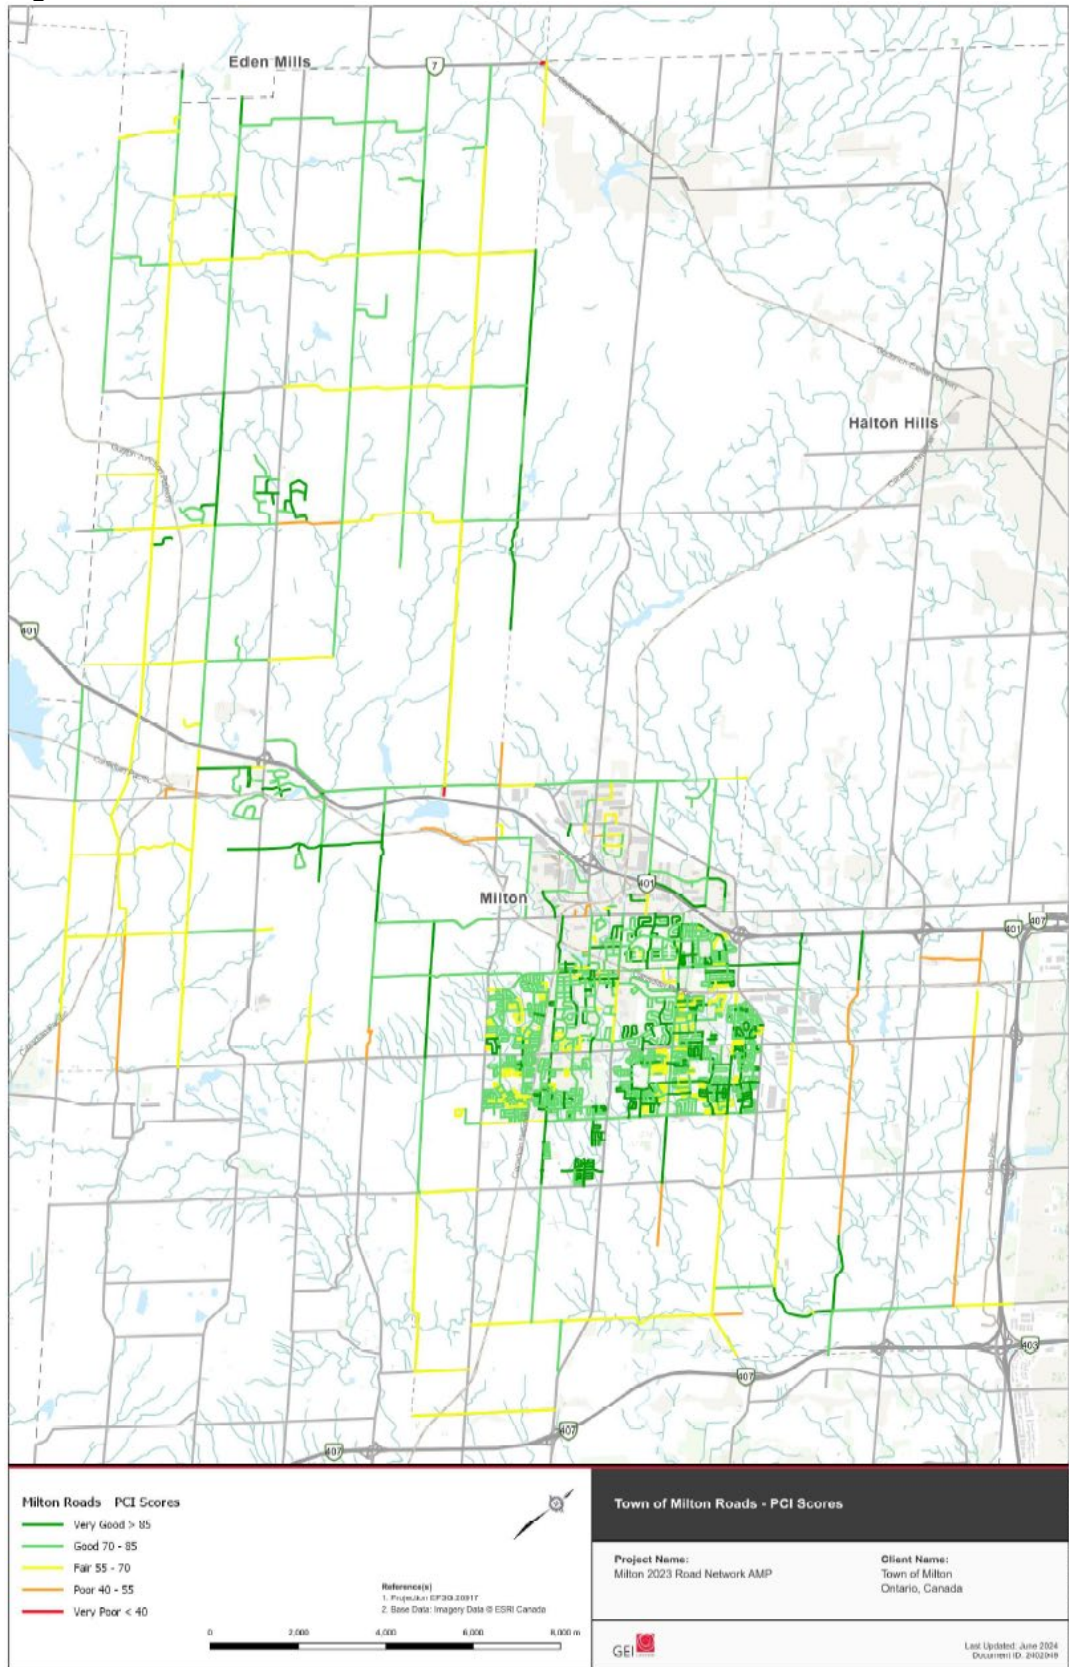 Eden Mills
7
Halton Hills
401
401
Milton
401
407
403
407
407
407
Milton Roads PCI Scores
Very Good > 85
Good 70 - 85
Fair 55 - 70
Poor 40 - 55
Very Poor < 40
Reference(s)
2. Base Data: Imagery Data @ ESRI Canada
0 2,000 4,000 6,000 8,000 m
Town of Milton Roads - PCI Scores
Project Name:
Milton 2023 Road Network AMP
Client Name:
Town of Milton
Ontario, Canada
GEI
Last Updated: June 2024